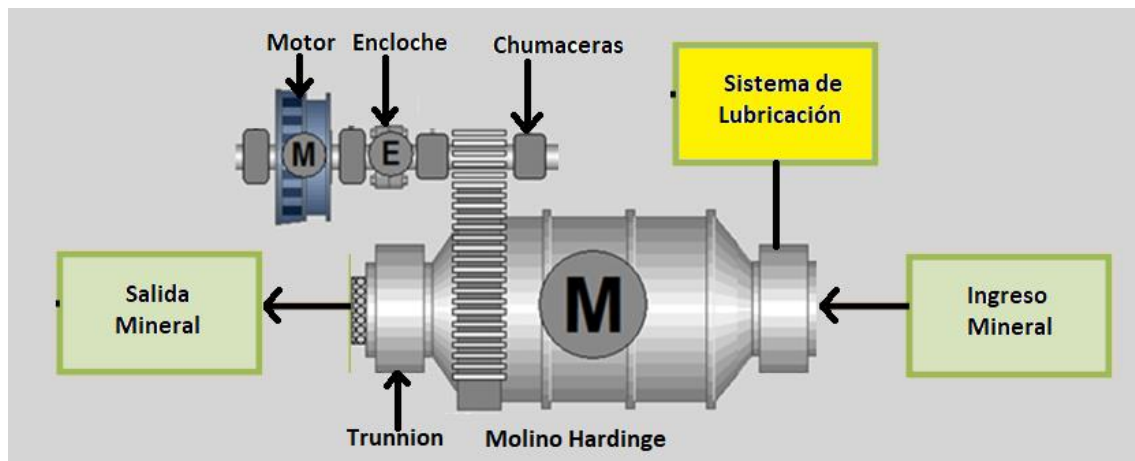 Motor
Encloche
Chumaceras
Sistema de
Lubricación
M
E
Salida
Mineral
M
Ingreso
Mineral
Trunnion
Molino Hardinge